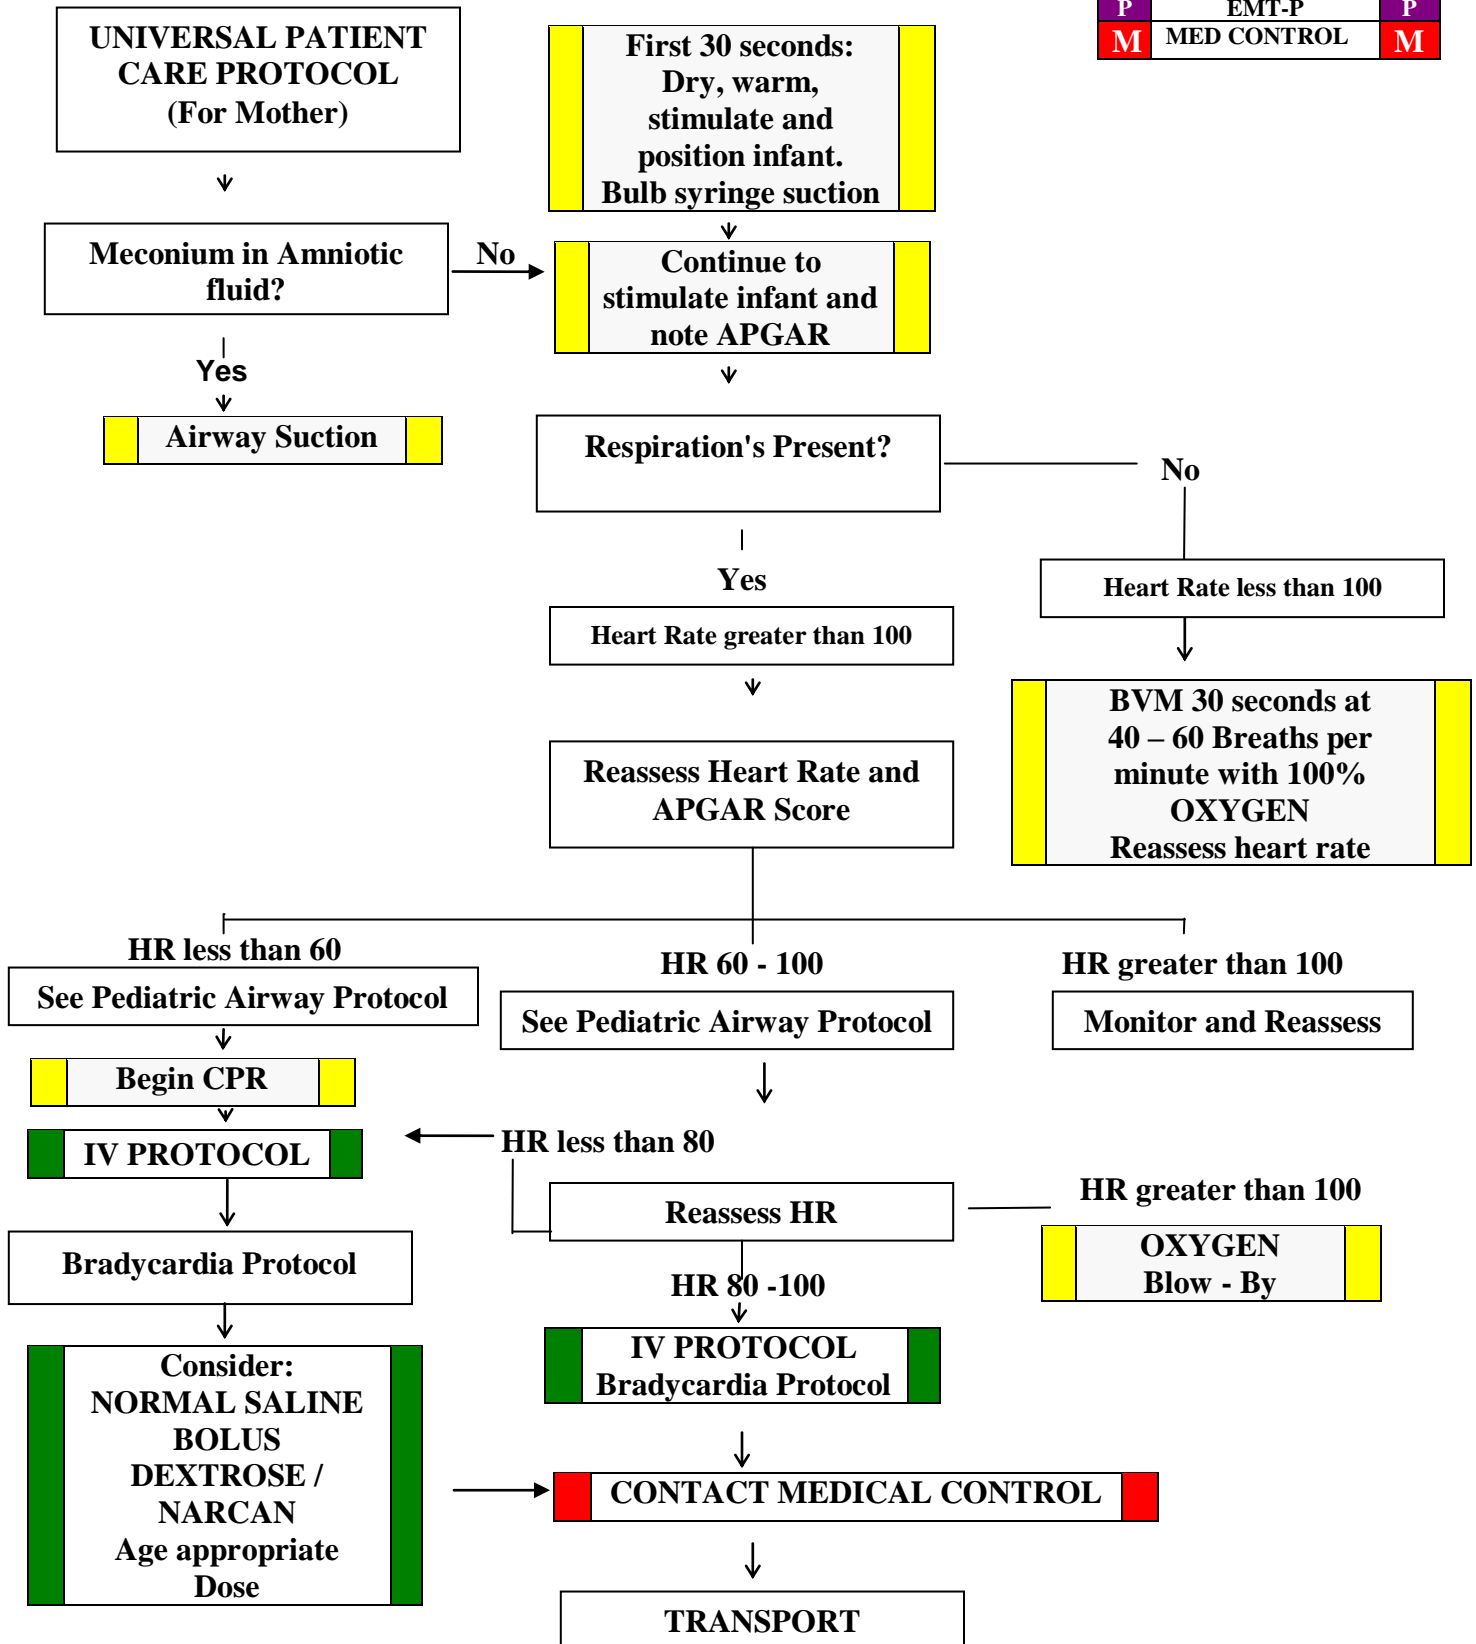 P EMT-P P
M MED CONTROL M
UNIVERSAL PATIENT
CARE PROTOCOL
(For Mother)
First 30 seconds:
Dry, warm,
stimulate and
position infant.
Bulb syringe suction
Meconium in Amniotic
fluid?
No
Continue to
stimulate infant and
note APGAR
Yes
Airway Suction
Respiration's Present?
No
Yes
Heart Rate greater than 100
Heart Rate less than 100
BVM 30 seconds at
40 – 60 Breaths per
minute with 100%
OXYGEN
Reassess heart rate
Reassess Heart Rate and
APGAR Score
HR less than 60
See Pediatric Airway Protocol
Begin CPR
IV PROTOCOL
Bradycardia Protocol
Consider:
NORMAL SALINE
BOLUS
DEXTROSE /
NARCAN
Age appropriate
Dose
HR 60 - 100
See Pediatric Airway Protocol
HR less than 80
Reassess HR
HR 80 -100
IV PROTOCOL
Bradycardia Protocol
HR greater than 100
Monitor and Reassess
HR greater than 100
OXYGEN
Blow - By
CONTACT MEDICAL CONTROL
TRANSPORT